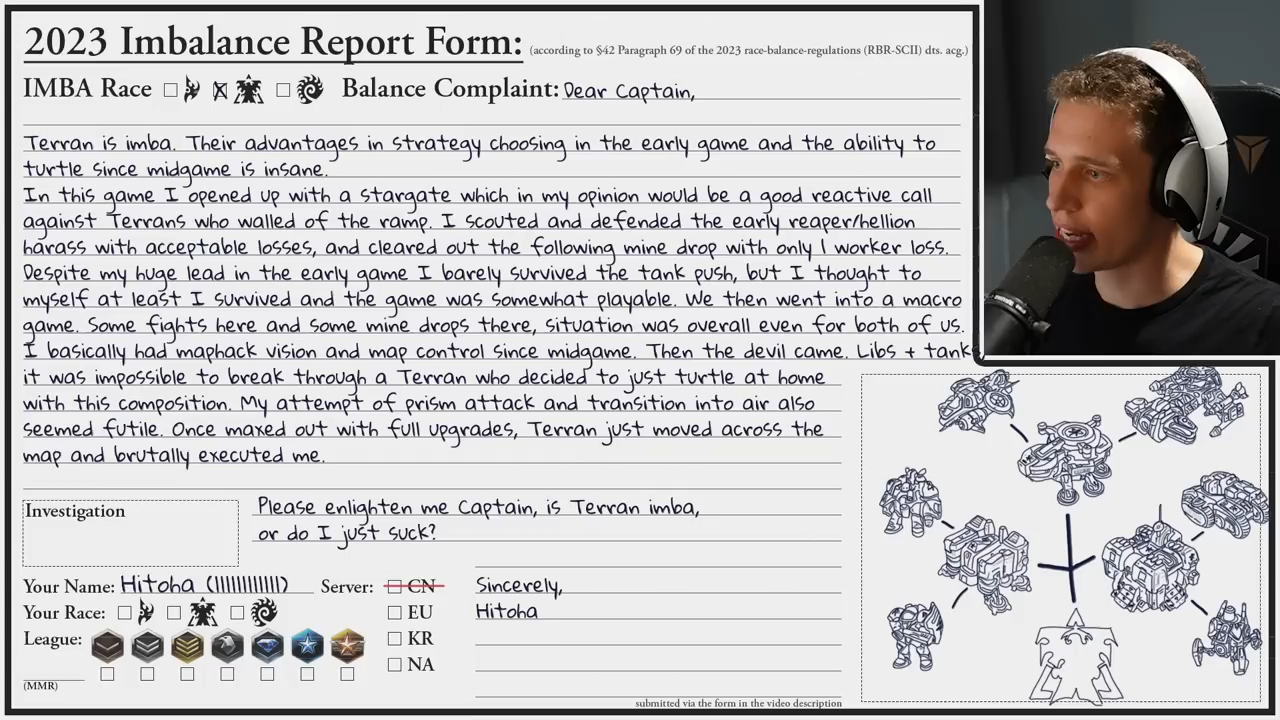 2023 Imbalance Report Form: (according to §42 Paragraph 69 of the 2023 race-balance-regulations (RBR-SCII) dts. acg.)
IMBA Race Balance Complaint: Dear Captain,
Terran is imba. Their advantages in strategy choosing in the early game and the ability to
turtle since midgame is insane.
In this game I opened up with a stargate which in my opinion would be a good reactive call
against Terrans who walled of the ramp. I scouted and defended the early reaper/hellion
harass with acceptable losses, and cleared out the following mine drop with only 1 worker loss.
Despite my huge lead in the early game I barely survived the tank push, but I thought to
myself at least I survived and the game was somewhat playable. We then went into a macro
game. Some fights here and some mine drops there, situation was overall even for both of us.
I basically had maphack vision and map control since midgame. Then the devil came. Libs + tanks
it was impossible to break through a Terran who decided to just turtle at home
with this composition. My attempt of prism attack and transition into air also
seemed futile. Once maxed out with full upgrades, Terran just moved across the
map and brutally executed me.
Investigation
Please enlighten me Captain, is Terran imba,
or do I just suck?
Your Name: Hitoha (||||||||||||) Server: CN
Your Race: EU
League: KR
NA
(MMR)
Sincerely,
Hitoha
submitted via the form in the video description